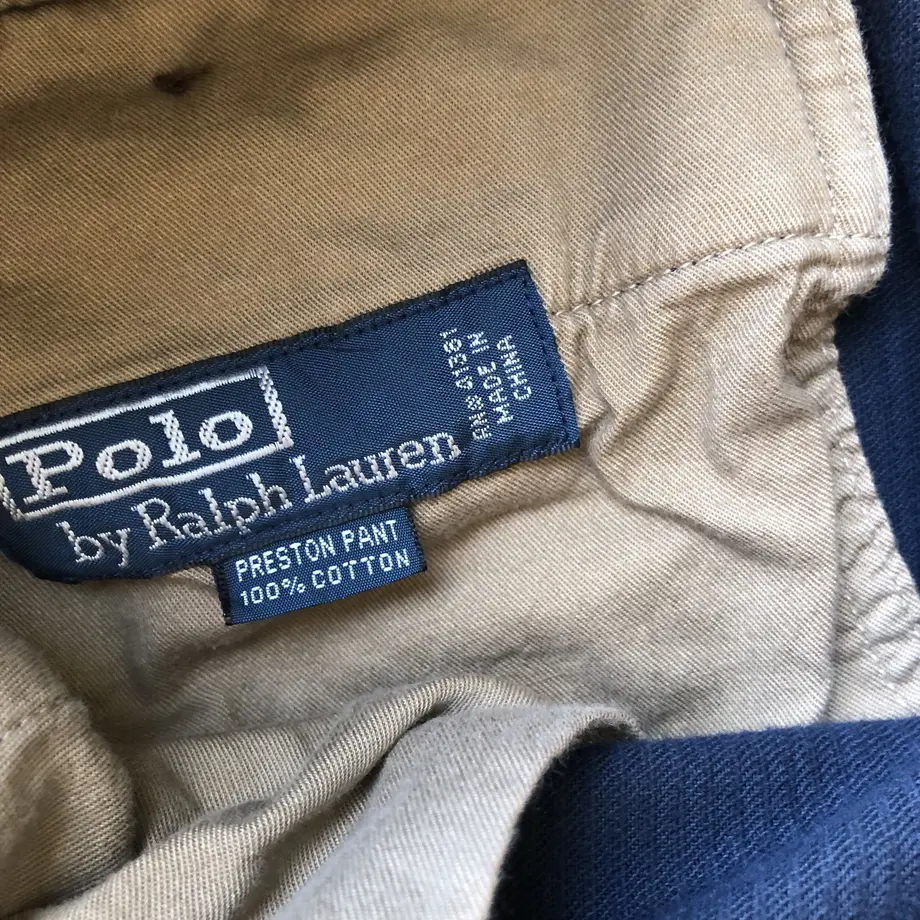 Polo
by Ralph Lauren
RN# 41381
MADE IN
CHINA
PRESTON PANT
100% COTTON